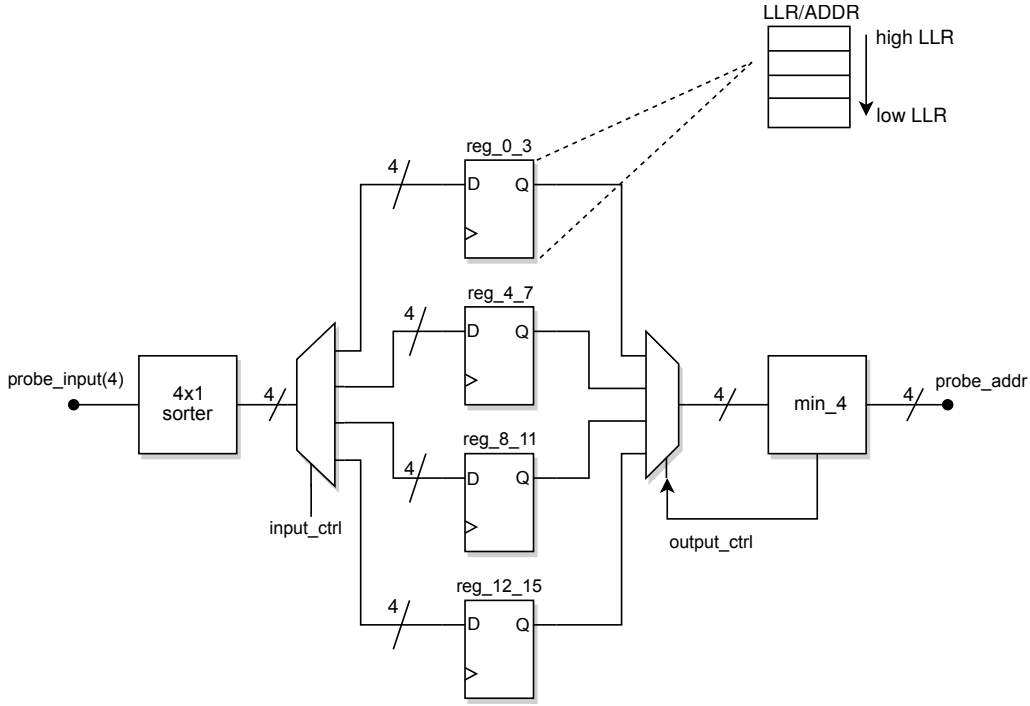 LLR/ADDR
high LLR
low LLR
reg_0_3
4
D
Q
reg_4_7
4
D
Q
probe_input(4)
4x1
sorter
4
4
min_4
4
probe_addr
reg_8_11
4
D
Q
input_ctrl
output_ctrl
reg_12_15
4
D
Q